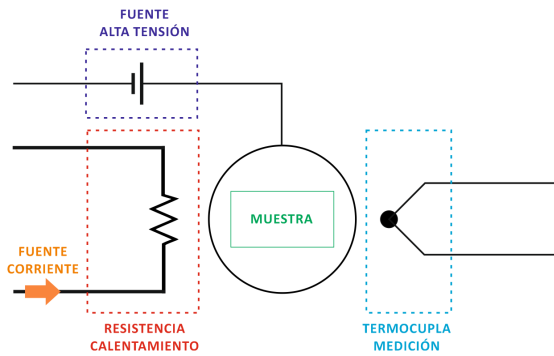 FUENTE
ALTA TENSIÓN
MUESTRA
FUENTE
CORRIENTE
RESISTENCIA
CALENTAMIENTO
TERMOCUPLA
MEDICIÓN